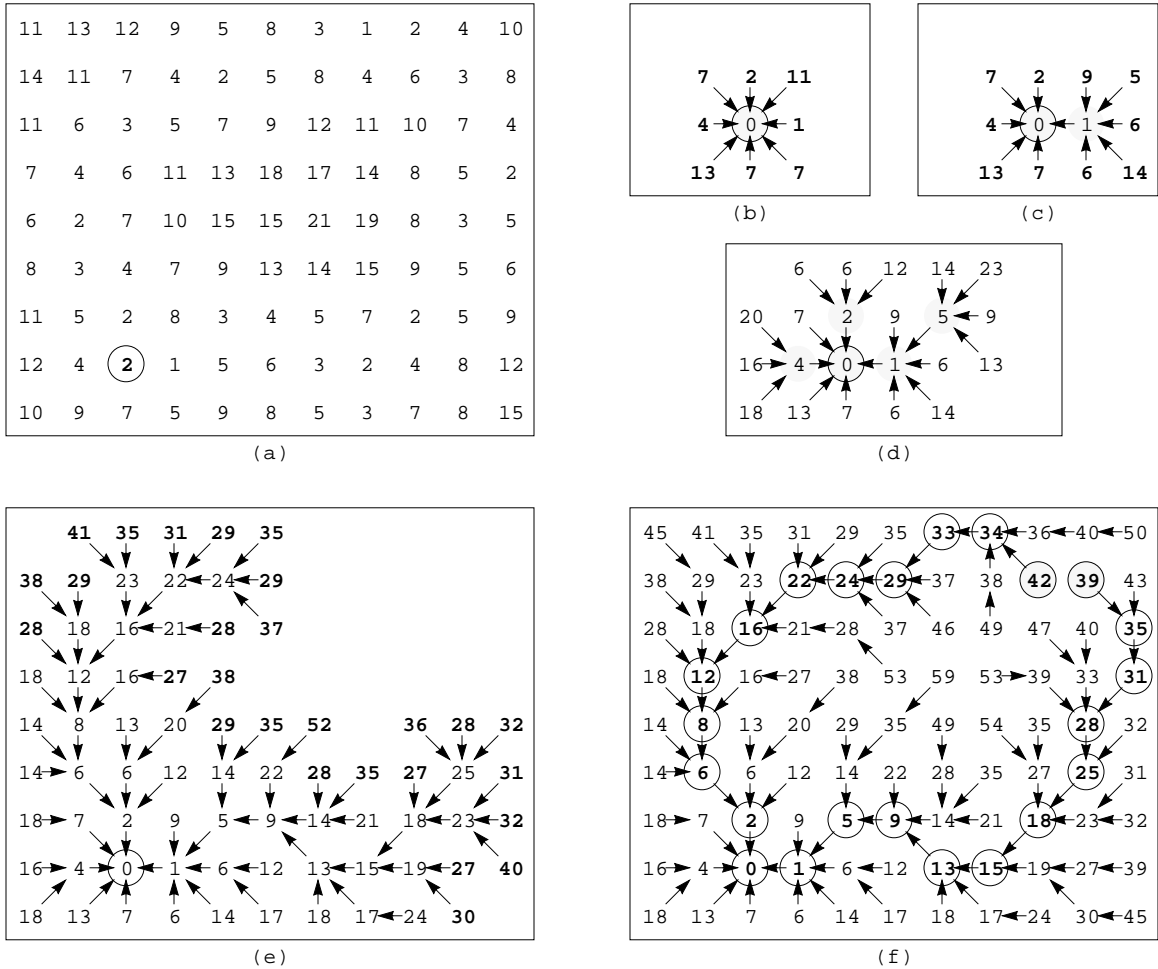 11 13 12 9 5 8 3 1 2 4 10
14 11 7 4 2 5 8 4 6 3 8
11 6 3 5 7 9 12 11 10 7 4
7 4 6 11 13 18 17 14 8 5 2
6 2 7 10 15 15 21 19 8 3 5
8 3 4 7 9 13 14 15 9 5 6
11 5 2 8 3 4 5 7 2 5 9
12 4 2 1 5 6 3 2 4 8 12
10 9 7 5 9 8 5 3 7 8 15
(a)
7 2 11
4 0 1
13 7 7
(b)
7 2 9 5
4 0 1 6
13 7 6 14
(c)
6 6 12 14 23
20 7 2 9 5 9
16 4 0 1 6 13
18 13 7 6 14
(d)
41 35 31 29 35
38 29 23 22 24 29
28 18 16 21 28 37
18 12 16 27 38
14 8 13 20 29 35 52 36 28 32
14 6 6 12 14 22 28 35 27 25 31
18 7 2 9 5 9 14 21 18 23 32
16 4 0 1 6 12 13 15 19 27 40
18 13 7 6 14 17 18 17 24 30
(e)
45 41 35 31 29 35 33 34 36 40 50
38 29 23 22 24 29 37 38 42 39 43
28 18 16 21 28 37 46 49 47 40 35
18 12 16 27 38 53 59 53 39 33 31
14 8 13 20 29 35 49 54 35 28 32
14 6 6 12 14 22 28 35 27 25 31
18 7 2 9 5 9 14 21 18 23 32
16 4 0 1 6 12 13 15 19 27 39
18 13 7 6 14 17 18 17 24 30 45
(f)